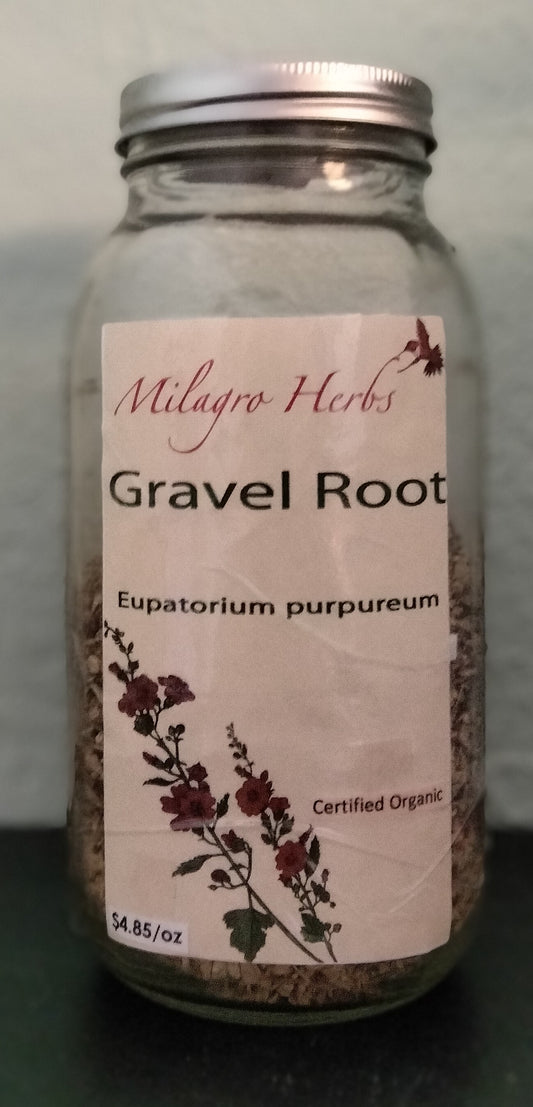 Milagro Herbs
Gravel Root
Eupatorium purpureum
Certified Organic
$4.85/oz